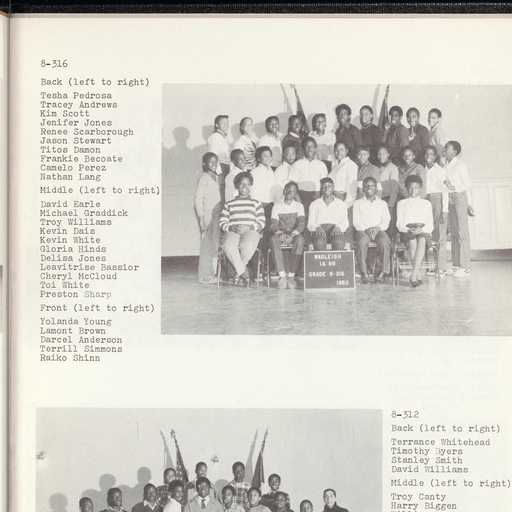 8-316
Back (left to right)
Tesha Pedrosa
Tracey Andrews
Kim Scott
Jenifer Jones
Renee Scarborough
Jason Stewart
Titos Damon
Frankie Becoate
Camelo Perez
Nathan Lang
Middle (left to right)
David Earle
Michael Graddick
Troy Williams
Kevin Dais
Kevin White
Gloria Hinds
Delisa Jones
Leavitrise Bassior
Cheryl McCloud
Toi White
Preston Sharp
Front (left to right)
Yolanda Young
Lamont Brown
Darcel Anderson
Terrill Simmons
Raiko Shinn
WADLEIGH
I.S. 88
GRADE 8-316
1982
8-312
Back (left to right)
Terrance Whitehead
Timothy Byers
Stanley Smith
David Williams
Middle (left to right)
Troy Canty
Harry Biggen